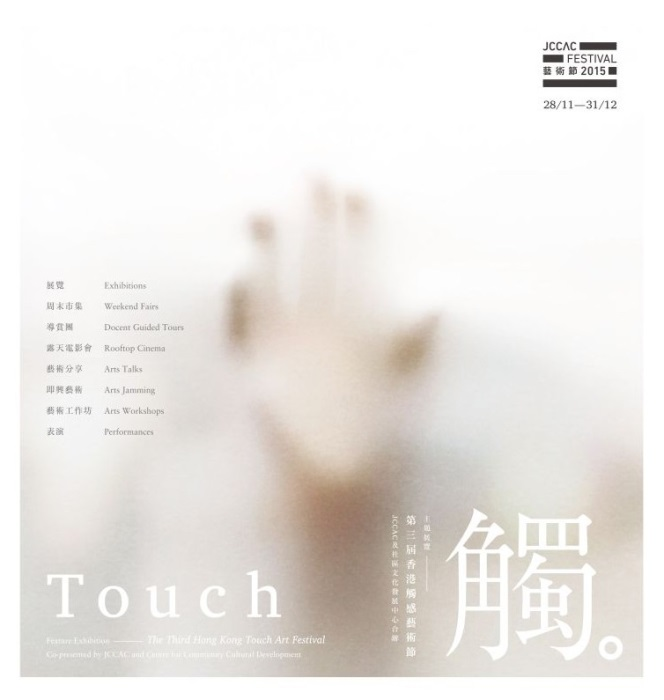 JCCAC
FESTIVAL
藝術節 2015
28/11—31/12
展覽 Exhibitions
周末市集 Weekend Fairs
導賞團 Docent Guided Tours
露天電影會 Rooftop Cinema
藝術分享 Arts Talks
即興藝術 Arts Jamming
藝術工作坊 Arts Workshops
表演 Performances
觸。
主題展覽
第三屆香港觸感藝術節
JCCAC及社區文化發展中心合辦
Touch
Feature Exhibition —— The Third Hong Kong Touch Art Festival
Co-presented by JCCAC and Centre for Community Cultural Development